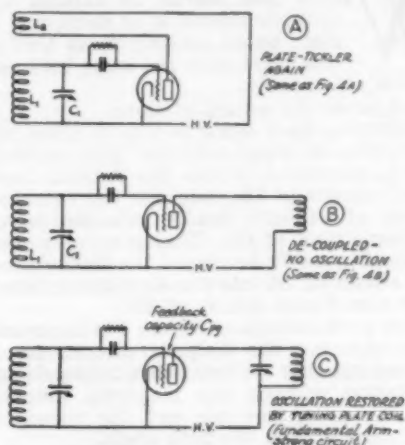 L2
A
PLATE-TICKLER
AGAIN
(Same as Fig. 4A)
L1
C1
H.V.
B
DE-COUPLED-
NO OSCILLATION
(Same as Fig. 4B)
L1
C1
H.V.
Feedback
capacity Cpg
C
OSCILLATION RESTORED
BY TUNING PLATE COIL
(Fundamental Arm-
strong circuit)
H.V.